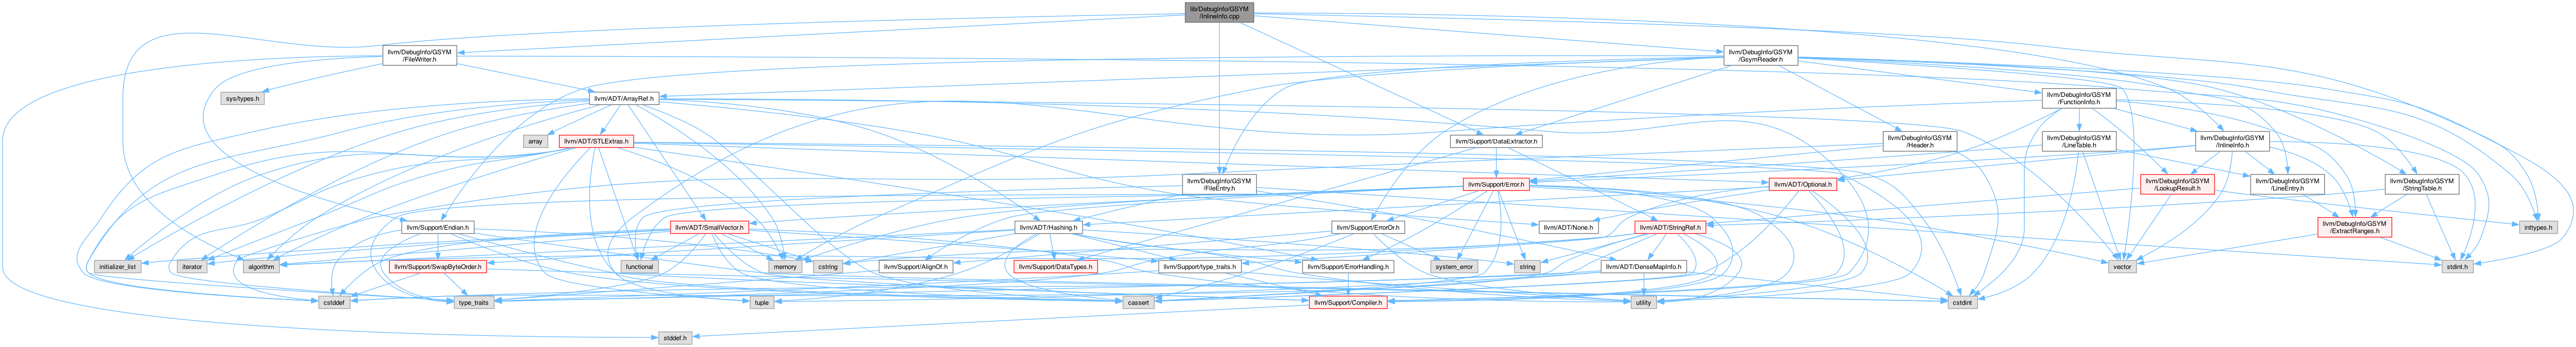 lib/DebugInfo/GSYM
/InlineInfo.cpp
llvm/DebugInfo/GSYM
/FileWriter.h
llvm/DebugInfo/GSYM
/GsymReader.h
sys/types.h
llvm/ADT/ArrayRef.h
llvm/DebugInfo/GSYM
/FunctionInfo.h
array
llvm/ADT/STLExtras.h
llvm/Support/DataExtractor.h
llvm/DebugInfo/GSYM
/Header.h
llvm/DebugInfo/GSYM
/LineTable.h
llvm/DebugInfo/GSYM
/InlineInfo.h
llvm/DebugInfo/GSYM
/FileEntry.h
llvm/Support/Error.h
llvm/ADT/Optional.h
llvm/DebugInfo/GSYM
/LookupResult.h
llvm/DebugInfo/GSYM
/LineEntry.h
llvm/DebugInfo/GSYM
/StringTable.h
llvm/Support/Endian.h
llvm/ADT/SmallVector.h
llvm/ADT/Hashing.h
llvm/Support/ErrorOr.h
llvm/ADT/None.h
llvm/ADT/StringRef.h
llvm/DebugInfo/GSYM
/ExtractRanges.h
inttypes.h
initializer_list
iterator
algorithm
llvm/Support/SwapByteOrder.h
functional
memory
cstring
llvm/Support/AlignOf.h
llvm/Support/DataTypes.h
llvm/Support/type_traits.h
llvm/Support/ErrorHandling.h
system_error
string
llvm/ADT/DenseMapInfo.h
vector
stdint.h
cstddef
type_traits
tuple
cassert
llvm/Support/Compiler.h
utility
cstdint
stddef.h